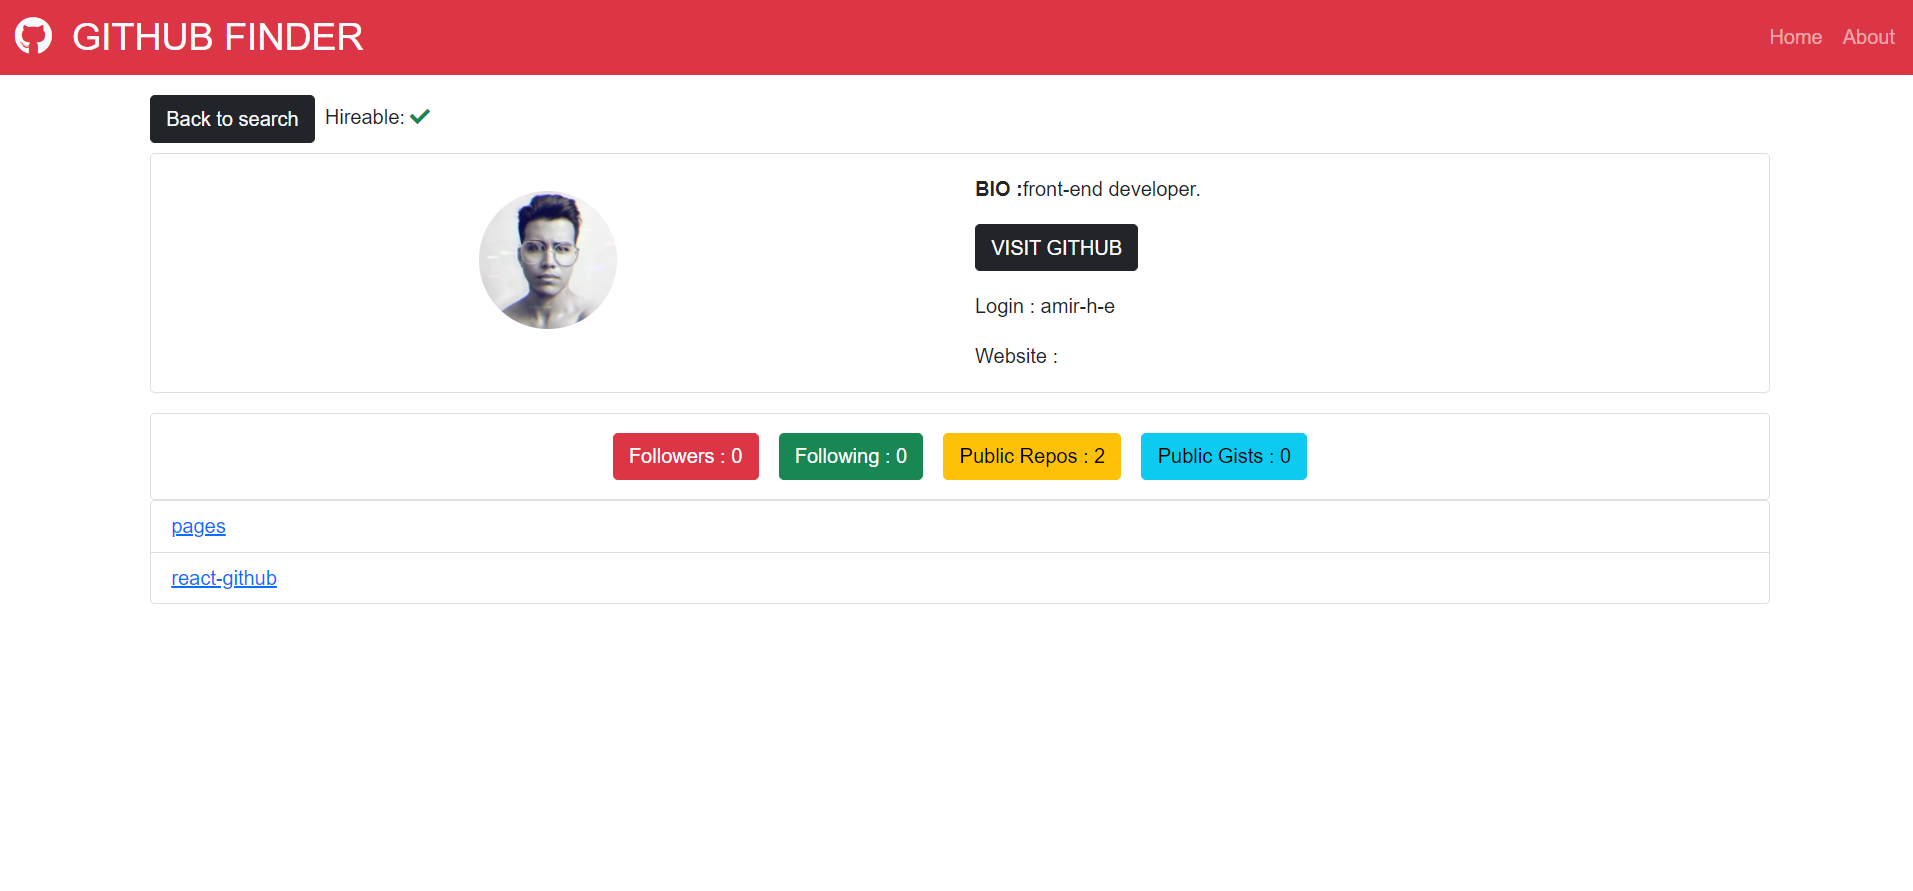 GITHUB FINDER
Home About
Back to search Hireable:
BIO :front-end developer.
VISIT GITHUB
Login : amir-h-e
Website :
Followers : 0 Following : 0 Public Repos : 2 Public Gists : 0
pages
react-github